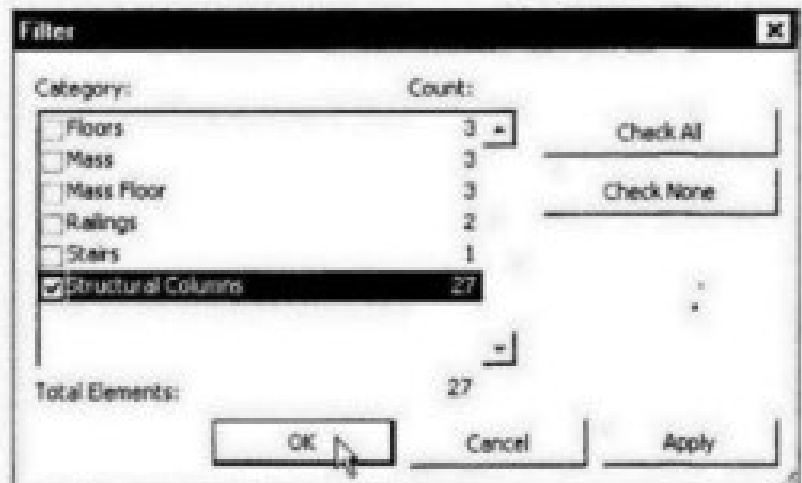 Filter
Category: Count:
Floors 3
Mass 3
Mass Floor 3
Railings 2
Stairs 1
Structural Columns 27
Total Elements: 27
Check All
Check None
OK Cancel Apply